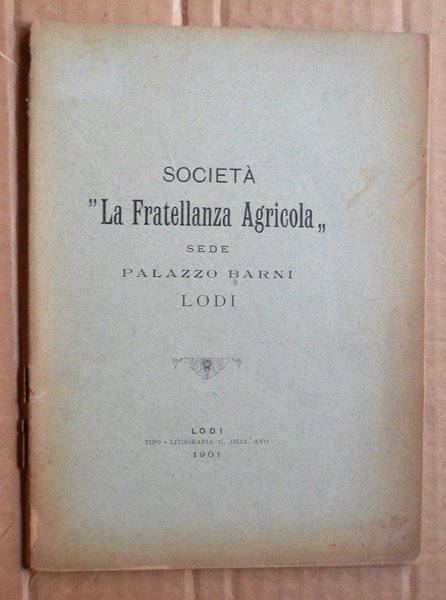 SOCIETÀ
"La Fratellanza Agricola„
SEDE
PALAZZO BARNI
LODI
LODI
TIPO - LITOGRAFIA C. DELL'AVO
1901